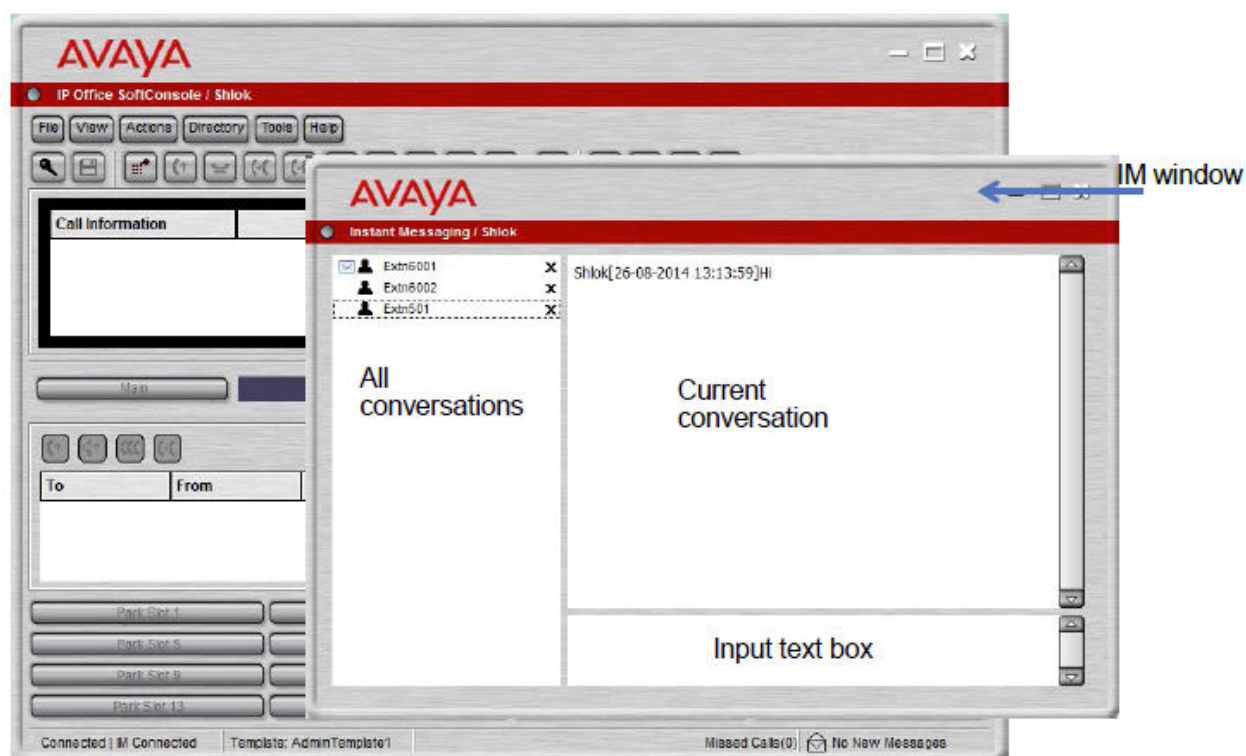 AVAYA
IP Office SoftConsole / Shlok
File View Actions Directory Tools Help
Call Information
AVAYA
IM window
Instant Messaging / Shlok
Extn6001
Extn6002
Extn501
Shlok[26-08-2014 13:13:59]Hi
All
conversations
Current
conversation
Main
To From
Input text box
Park Slot 1
Park Slot 5
Park Slot 9
Park Slot 13
Connected | IM Connected Template: AdminTemplate1 Missed Calls(0) No New Messages